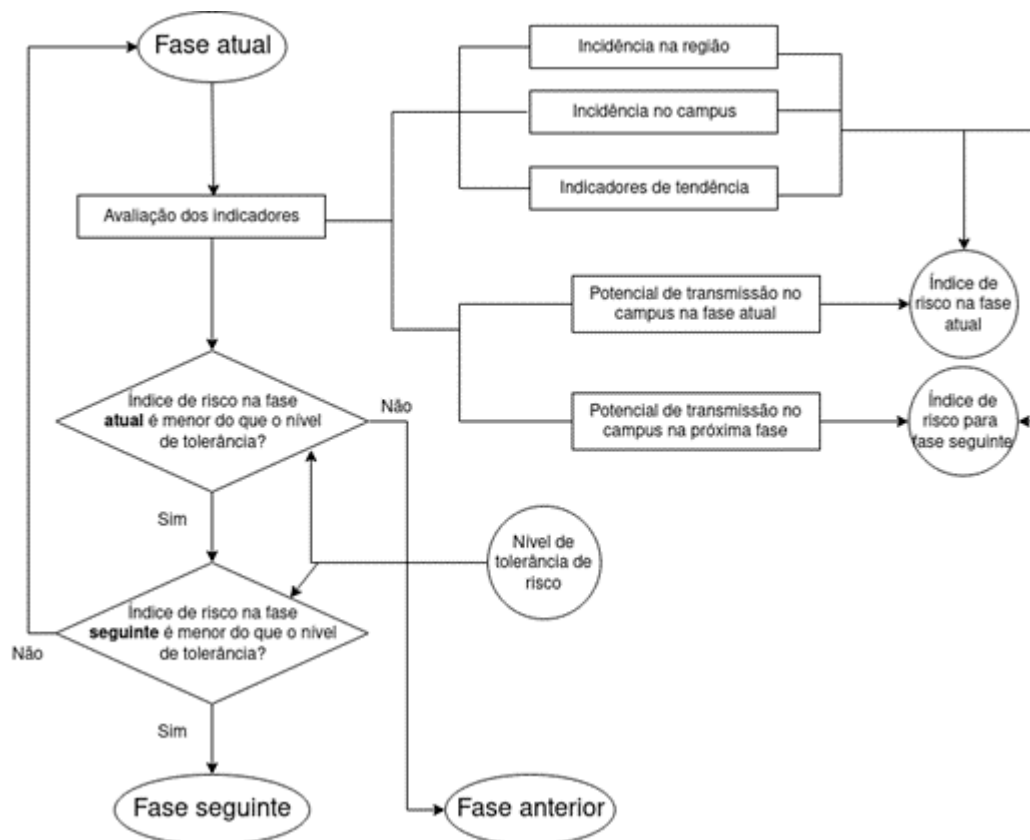 Fase atual
Incidência na região
Incidência no campus
Indicadores de tendência
Avaliação dos indicadores
Potencial de transmissão no
campus na fase atual
Índice de
risco na fase
atual
Índice de risco na fase
atual é menor do que o nível
de tolerância?
Não
Potencial de transmissão no
campus na próxima fase
Índice de
risco para
fase seguinte
Sim
Nível de
tolerância de
risco
Índice de risco na fase
seguinte é menor do que o nível
de tolerância?
Não
Sim
Fase seguinte
Fase anterior